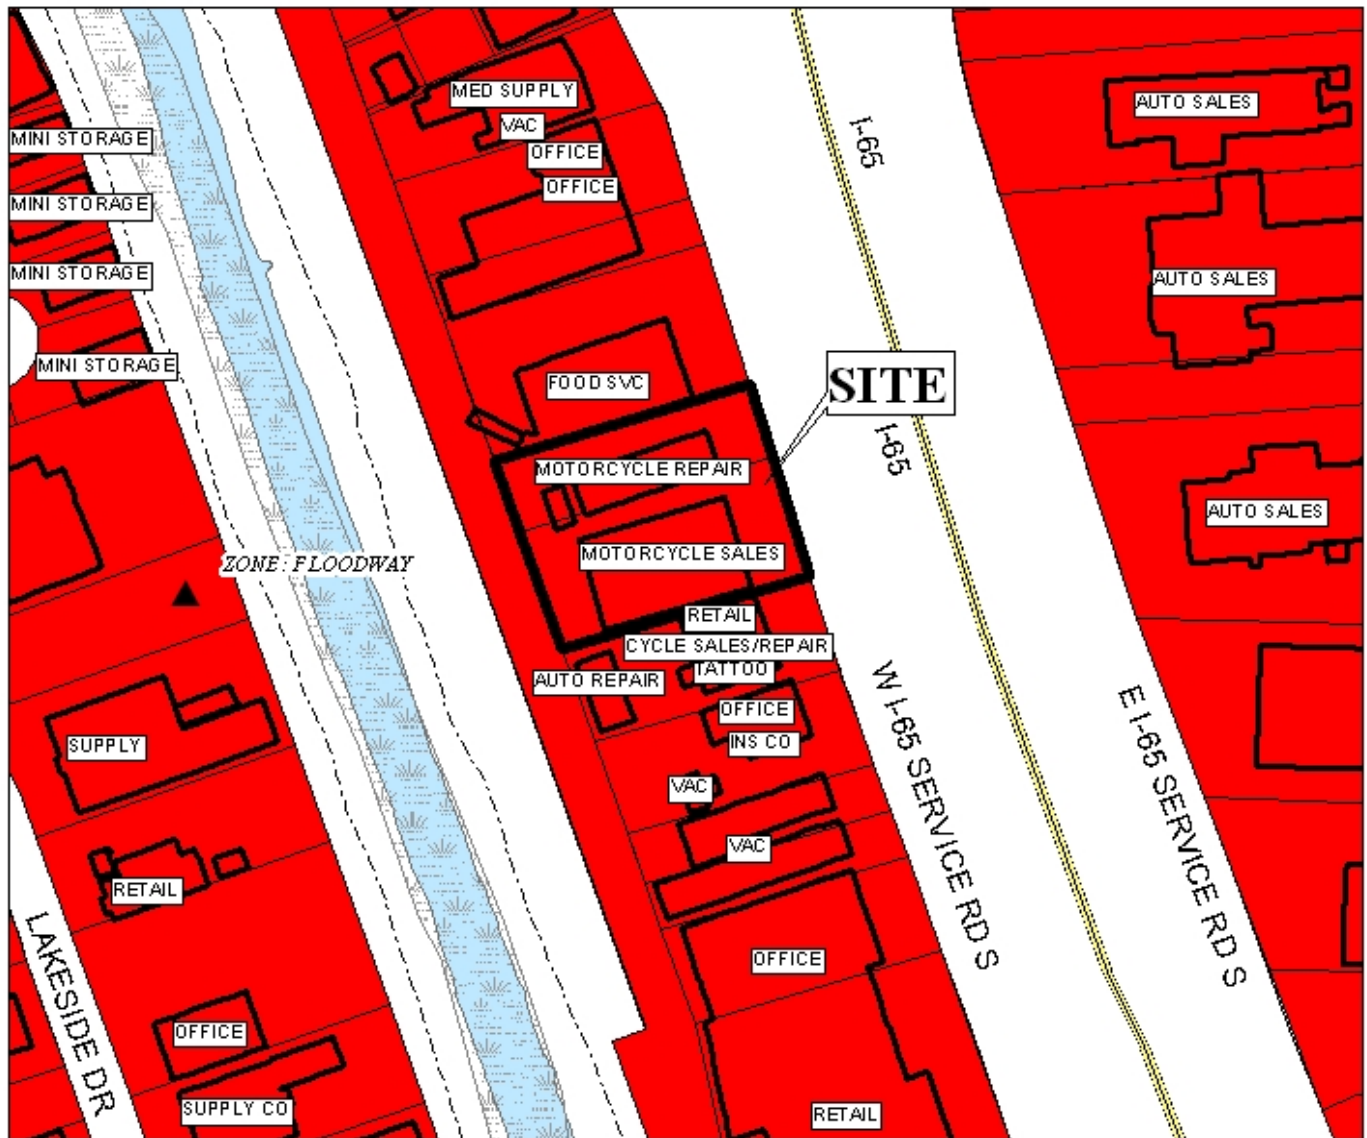 MED SUPPLY
AUTO SALES
VAC
I-65
MINI STORAGE
OFFICE
OFFICE
MINI STORAGE
MINI STORAGE
AUTO SALES
MINI STORAGE
FOOD SVC
SITE
I-65
MOTORCYCLE REPAIR
AUTO SALES
MOTORCYCLE SALES
ZONE: FLOODWAY
RETAIL
CYCLE SALES/REPAIR
TATTOO
AUTO REPAIR
OFFICE
INS CO
SUPPLY
VAC
W I-65 SERVICE RD S
E I-65 SERVICE RD S
VAC
RETAIL
OFFICE
LAKESIDE DR
OFFICE
SUPPLY CO
RETAIL